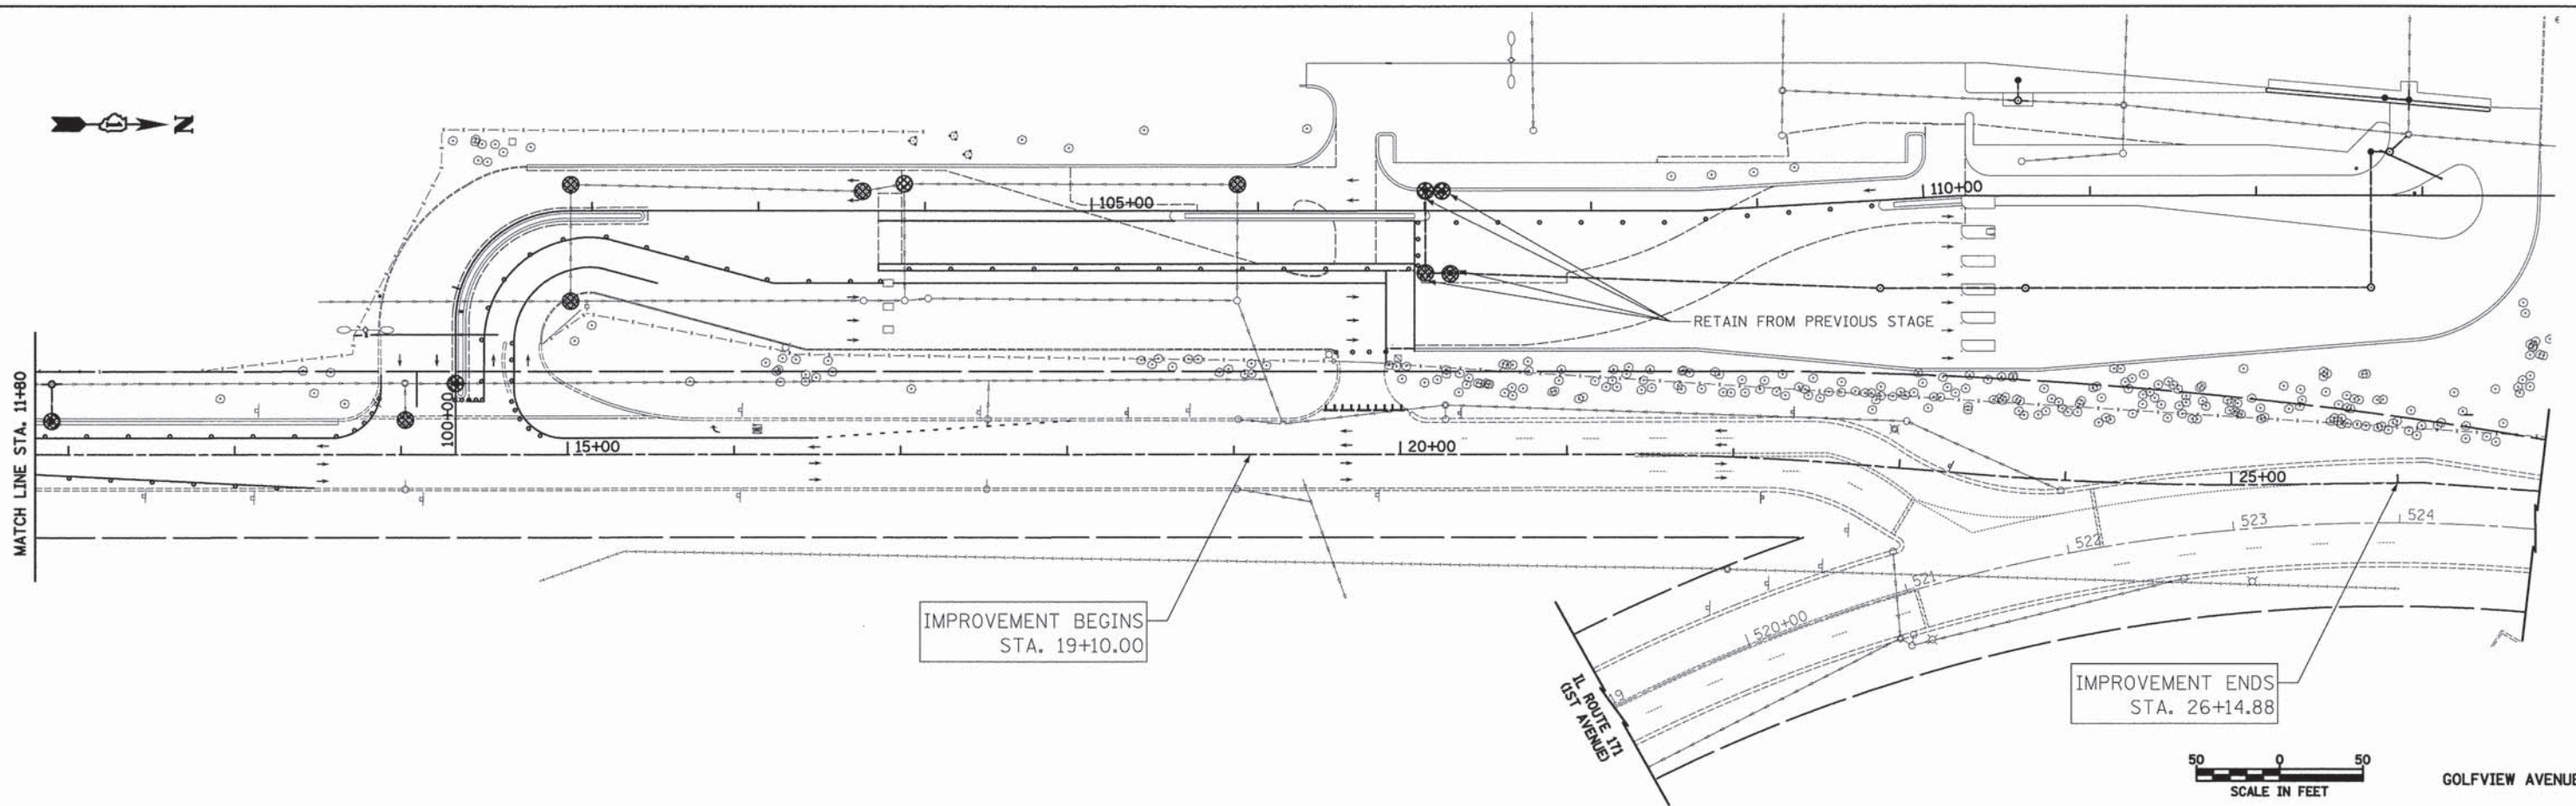 N
105+00
110+00
RETAIN FROM PREVIOUS STAGE
MATCH LINE STA. 11+80
100+00
15+00
20+00
25+00
523
524
522
521
520+00
IMPROVEMENT BEGINS
STA. 19+10.00
IL ROUTE 171
(1ST AVENUE)
IMPROVEMENT ENDS
STA. 26+14.88
50 0 50
SCALE IN FEET
GOLFVIEW AVENUE